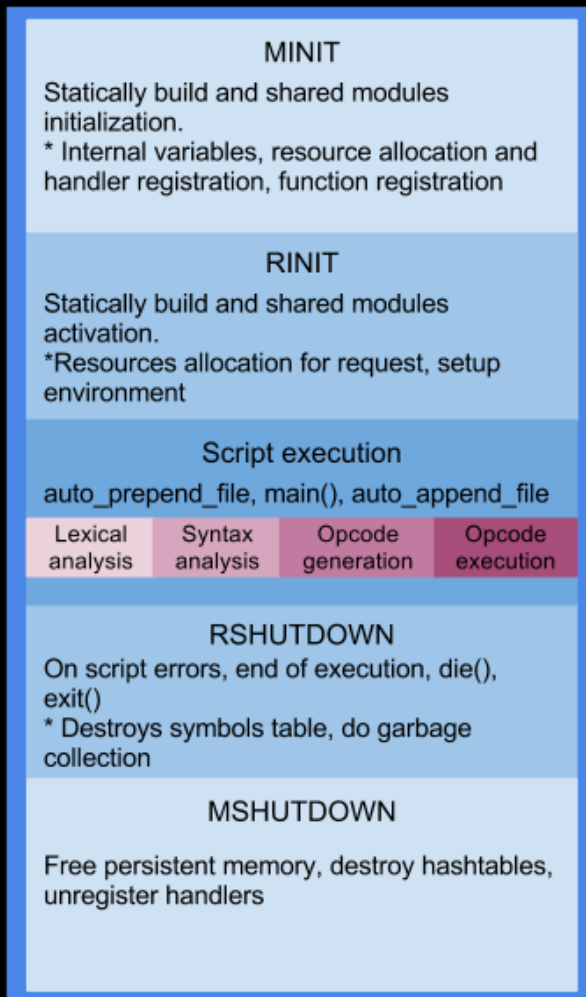 MINIT
Statically build and shared modules
initialization.
* Internal variables, resource allocation and
handler registration, function registration
RINIT
Statically build and shared modules
activation.
*Resources allocation for request, setup
environment
Script execution
auto_prepend_file, main(), auto_append_file
Lexical analysis
Syntax analysis
Opcode generation
Opcode execution
RSHUTDOWN
On script errors, end of execution, die(),
exit()
* Destroys symbols table, do garbage
collection
MSHUTDOWN
Free persistent memory, destroy hashtables,
unregister handlers